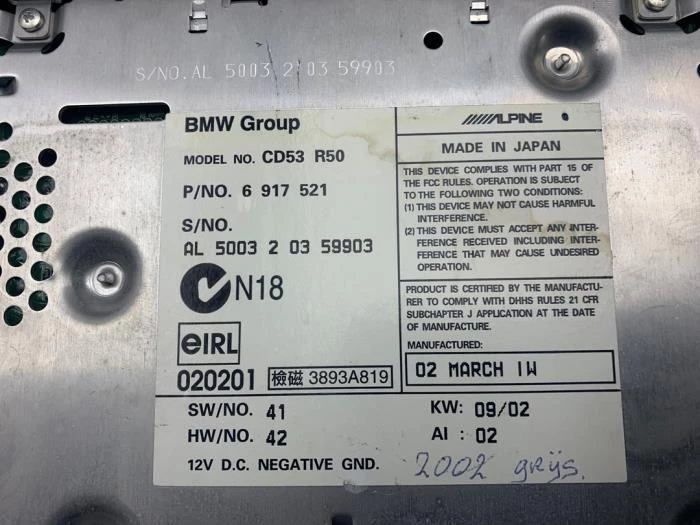 S/NO. AL 5003 2 03 59903
BMW Group
MODEL NO. CD53 R50
P/NO. 6 917 521
S/NO.
AL 5003 2 03 59903
N18
eIRL
020201
檢磁 3893A819
ALPINE
MADE IN JAPAN
THIS DEVICE COMPLIES WITH PART 15 OF
THE FCC RULES. OPERATION IS SUBJECT
TO THE FOLLOWING TWO CONDITIONS:
(1) THIS DEVICE MAY NOT CAUSE HARMFUL
INTERFERENCE.
(2) THIS DEVICE MUST ACCEPT ANY INTER-
FERENCE RECEIVED INCLUDING INTER-
FERENCE THAT MAY CAUSE UNDESIRED
OPERATION.
PRODUCT IS CERTIFIED BY THE MANUFACTU-
RER TO COMPLY WITH DHHS RULES 21 CFR
SUBCHAPTER J APPLICATION AT THE DATE
OF MANUFACTURE.
MANUFACTURED:
02 MARCH 1W
SW/NO. 41
KW: 09/02
HW/NO. 42
AI : 02
12V D.C. NEGATIVE GND.
2002 grijs.